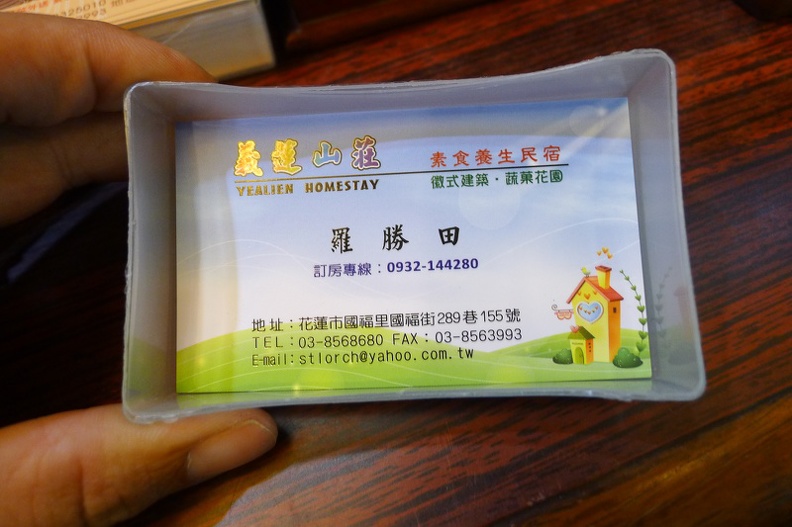 義蓮山莊
YEALIEN HOMESTAY
素食養生民宿
徽式建築・蔬菓花園
羅勝田
訂房專線：0932-144280
地址：花蓮市國福里國福街289巷155號
TEL：03-8568680 FAX：03-8563993
E-mail：stlorch@yahoo.com.tw